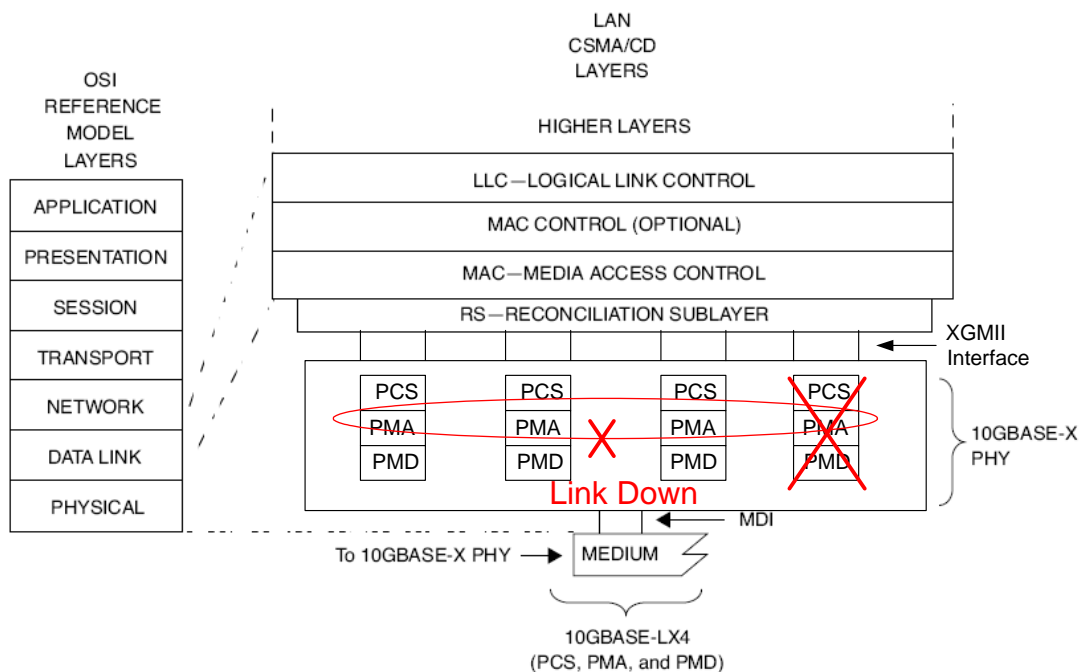 LAN
CSMA/CD
LAYERS
OSI
REFERENCE
MODEL
LAYERS
HIGHER LAYERS
LLC—LOGICAL LINK CONTROL
MAC CONTROL (OPTIONAL)
MAC—MEDIA ACCESS CONTROL
RS—RECONCILIATION SUBLAYER
APPLICATION
PRESENTATION
SESSION
TRANSPORT
NETWORK
DATA LINK
PHYSICAL
XGMII
Interface
PCS PCS PCS PCS
PMA PMA PMA PMA
PMD PMD PMD PMD
Link Down
10GBASE-X
PHY
MDI
To 10GBASE-X PHY
MEDIUM
10GBASE-LX4
(PCS, PMA, and PMD)